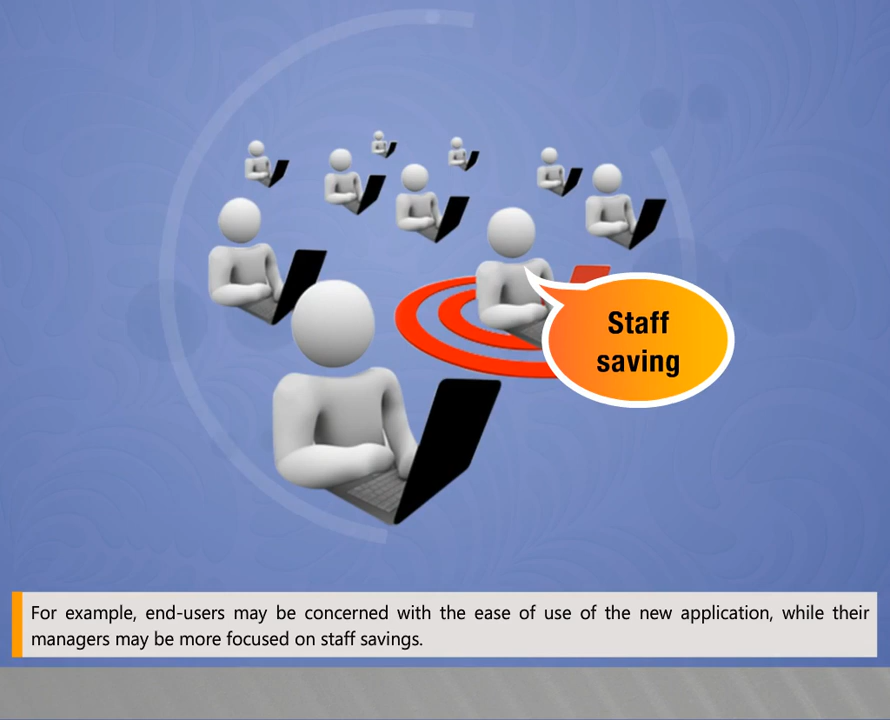 Staff
saving
For example, end-users may be concerned with the ease of use of the new application, while their
managers may be more focused on staff savings.